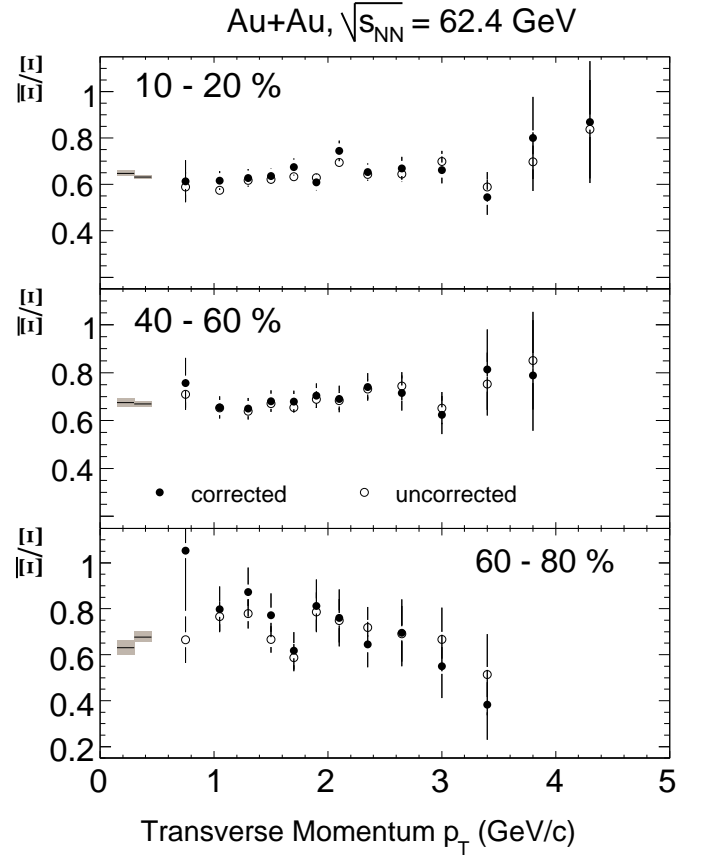 Au+Au, √s_NN = 62.4 GeV
Ξ̅/Ξ
10 - 20 %
1
0.8
0.6
0.4
Ξ̅/Ξ
40 - 60 %
1
0.8
0.6
0.4
corrected uncorrected
Ξ̅/Ξ
60 - 80 %
1
0.8
0.6
0.4
0.2
0 1 2 3 4 5
Transverse Momentum p_T (GeV/c)